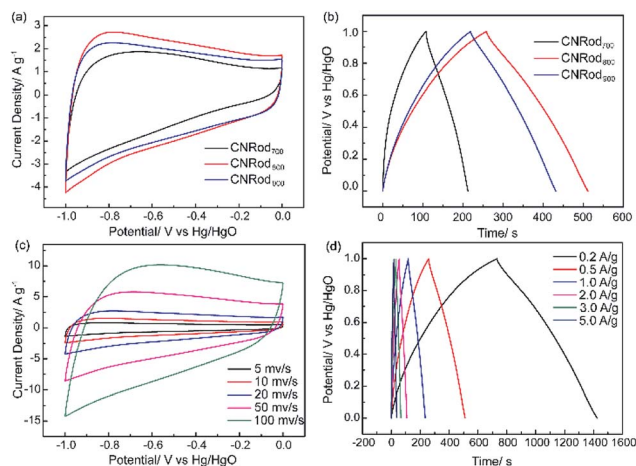 (a)
Current Density/ A g⁻¹
3
2
1
0
-1
-2
-3
-4
CNRod₇₀₀
CNRod₈₀₀
CNRod₉₀₀
-1.0 -0.8 -0.6 -0.4 -0.2 0.0
Potential/ V vs Hg/HgO
(b)
Potential/ V vs Hg/HgO
1.0
0.8
0.6
0.4
0.2
0.0
CNRod₇₀₀
CNRod₈₀₀
CNRod₉₀₀
0 100 200 300 400 500 600
Time/ s
(c)
Current Density/ A g⁻¹
10
5
0
-5
-10
-15
5 mv/s
10 mv/s
20 mv/s
50 mv/s
100 mv/s
-1.0 -0.8 -0.6 -0.4 -0.2 0.0
Potential/ V vs Hg/HgO
(d)
Potential/ V vs Hg/HgO
1.0
0.8
0.6
0.4
0.2
0.0
0.2 A/g
0.5 A/g
1.0 A/g
2.0 A/g
3.0 A/g
5.0 A/g
-200 0 200 400 600 800 1000 1200 1400 1600
Time/ s